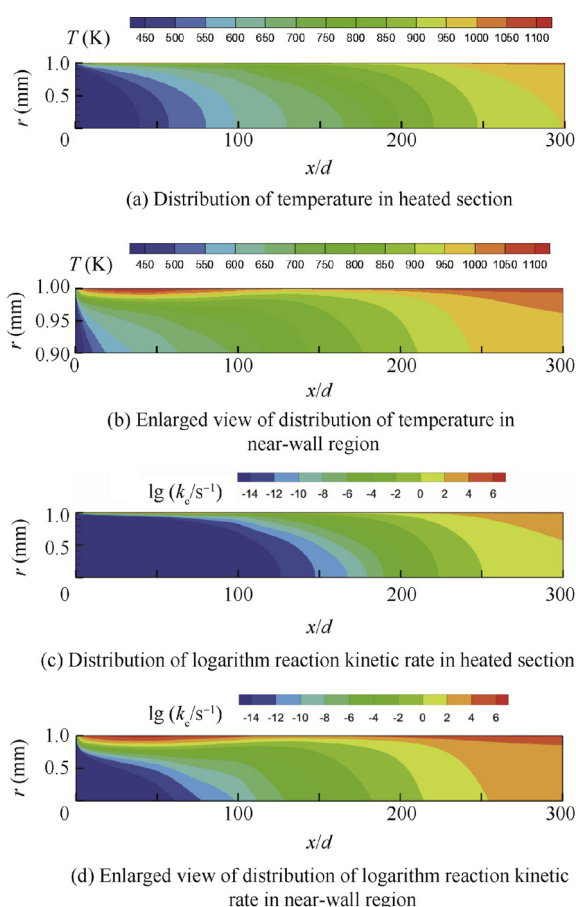 T (K) 450 500 550 600 650 700 750 800 850 900 950 1000 1050 1100
r (mm)
1.0
0.5
0 100 200 300
x/d
(a) Distribution of temperature in heated section
T (K) 450 500 550 600 650 700 750 800 850 900 950 1000 1050 1100
r (mm)
1.00
0.95
0.90
0 100 200 300
x/d
(b) Enlarged view of distribution of temperature in
near-wall region
lg (kc/s⁻¹) -14 -12 -10 -8 -6 -4 -2 0 2 4 6
r (mm)
1.0
0.5
0 100 200 300
x/d
(c) Distribution of logarithm reaction kinetic rate in heated section
lg (kc/s⁻¹) -14 -12 -10 -8 -6 -4 -2 0 2 4 6
r (mm)
1.0
0.5
0 100 200 300
x/d
(d) Enlarged view of distribution of logarithm reaction kinetic
rate in near-wall region